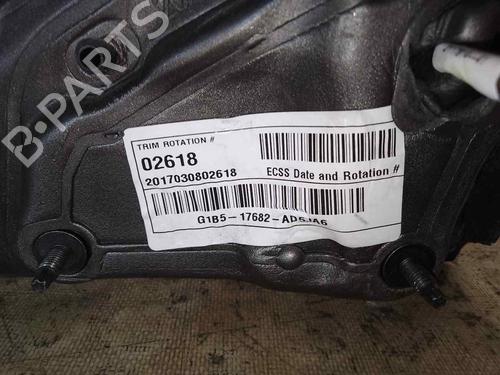 B-PARTS
TRIM ROTATION #
02618
2017030802618
ECSS Date and Rotation #
G1B5-17682-AD5JA6